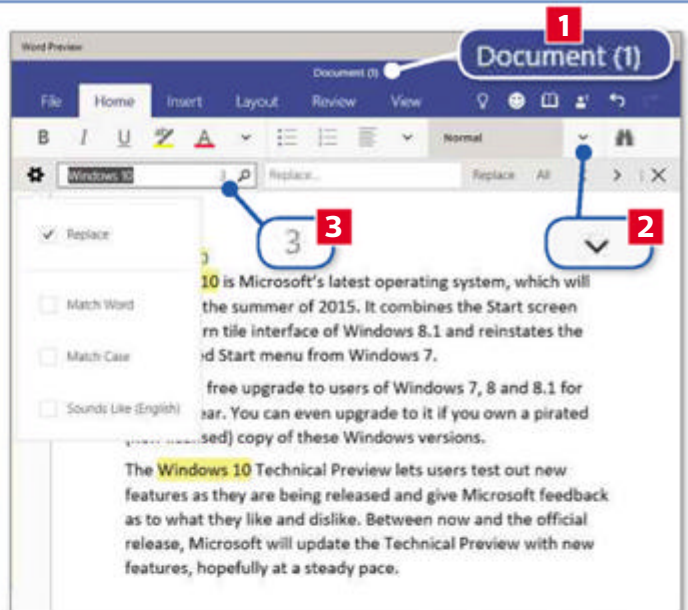 Word Preview
Document (1)
1
Document (1)
File Home Insert Layout Review View
B I U A Normal
Windows 10 3 Replace... Replace All
3 3
2
Replace
Match Word
Match Case
Sounds Like (English)
10 is Microsoft's latest operating system, which will
the summer of 2015. It combines the Start screen
rn tile interface of Windows 8.1 and reinstates the
d Start menu from Windows 7.
free upgrade to users of Windows 7, 8 and 8.1 for
ear. You can even upgrade to it if you own a pirated
sed) copy of these Windows versions.
The Windows 10 Technical Preview lets users test out new
features as they are being released and give Microsoft feedback
as to what they like and dislike. Between now and the official
release, Microsoft will update the Technical Preview with new
features, hopefully at a steady pace.